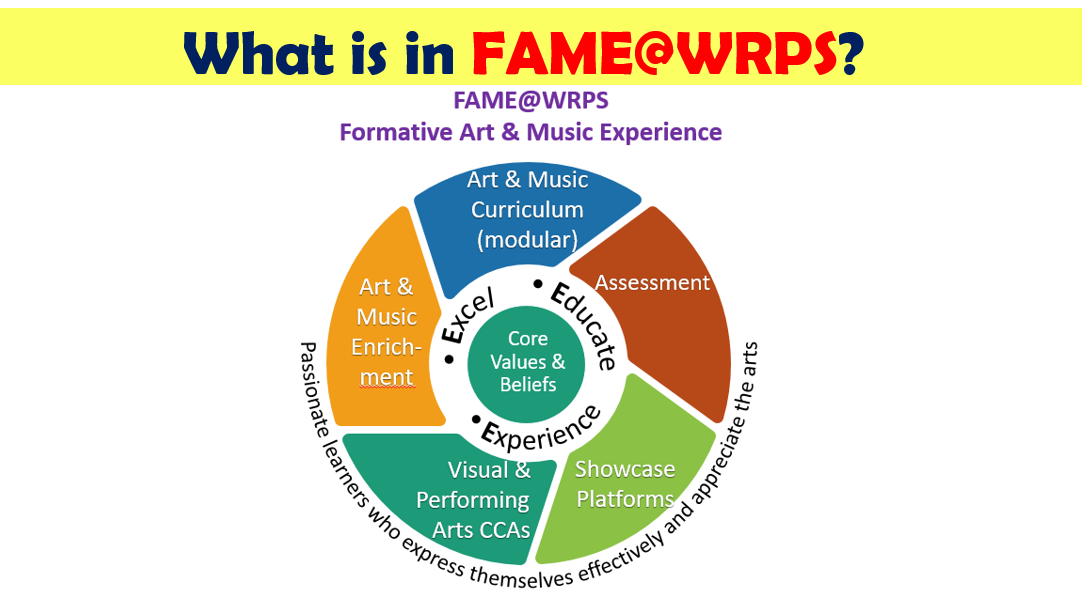 What is in FAME@WRPS?
FAME@WRPS
Formative Art & Music Experience
Art & Music
Curriculum
(modular)
Assessment
Showcase
Platforms
Visual &
Performing
Arts CCAs
Art &
Music
Enrich-
ment
• Excel
• Educate
• Experience
Core
Values &
Beliefs
Passionate learners who express themselves effectively and appreciate the arts